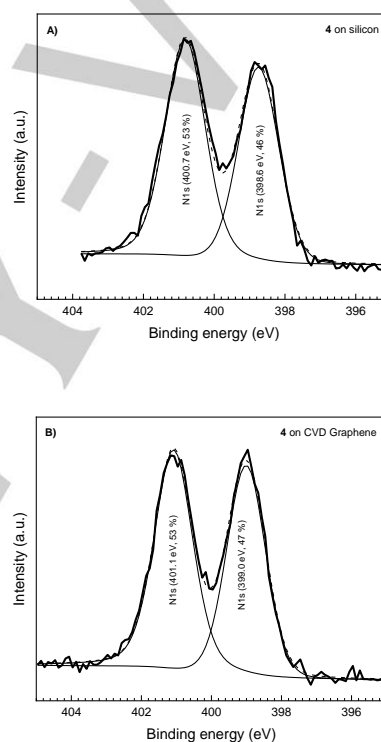 A)
4 on silicon
Intensity (a.u.)
N1s (400.7 eV, 53 %)
N1s (398.6 eV, 46 %)
404 402 400 398 396
Binding energy (eV)
B)
4 on CVD Graphene
Intensity (a.u.)
N1s (401.1 eV, 53 %)
N1s (399.0 eV, 47 %)
404 402 400 398 396
Binding energy (eV)